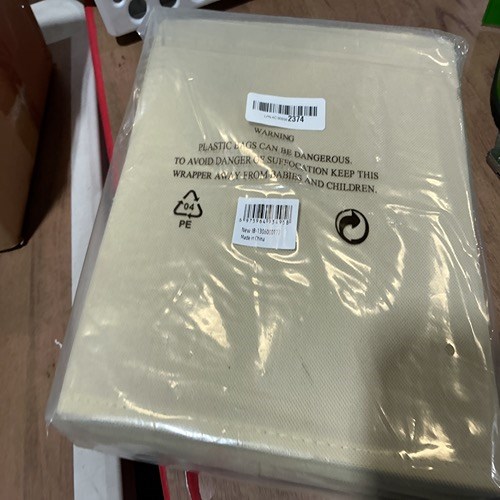 2374
WARNING
PLASTIC BAGS CAN BE DANGEROUS.
TO AVOID DANGER OF SUFFOCATION KEEP THIS
WRAPPER AWAY FROM BABIES AND CHILDREN.
04
PE
Made in China